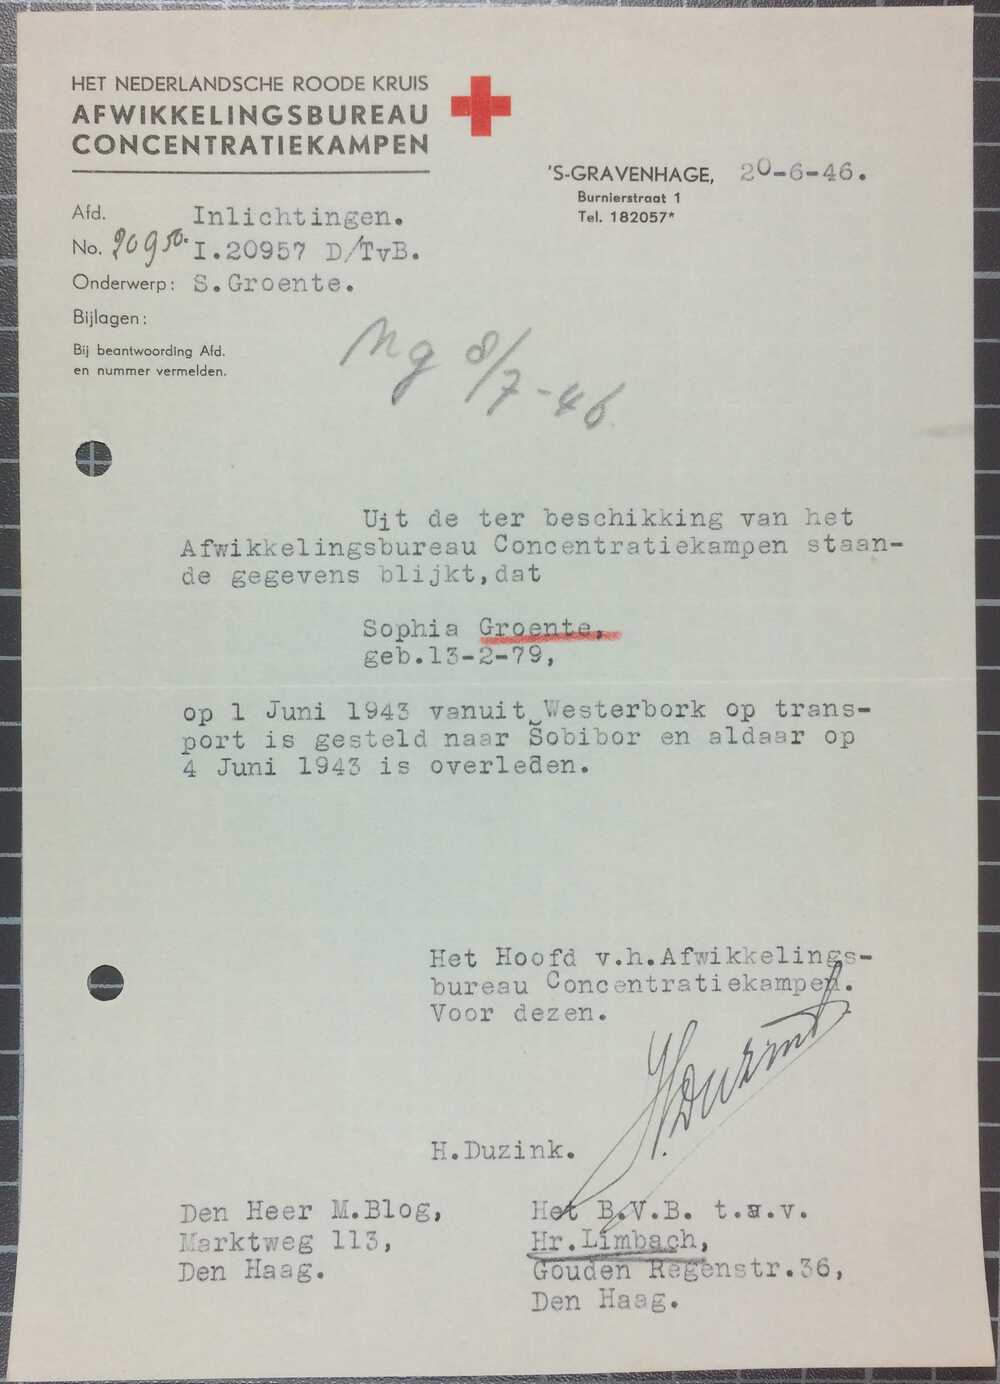 HET NEDERLANDSCHE ROODE KRUIS
AFWIKKELINGSBUREAU
CONCENTRATIEKAMPEN
'S-GRAVENHAGE, 20-6-46.
Burnierstraat 1
Tel. 182057*
Afd. Inlichtingen.
No. 20950. I.20957 D/TvB.
Onderwerp: S.Groente.
Bijlagen:
Bij beantwoording Afd.
en nummer vermelden.
8/7-46.
Uit de ter beschikking van het
Afwikkelingsbureau Concentratiekampen staan-
de gegevens blijkt,dat
Sophia Groente,
geb.13-2-79,
op 1 Juni 1943 vanuit Westerbork op trans-
port is gesteld naar Sobibor en aldaar op
4 Juni 1943 is overleden.
Het Hoofd v.h.Afwikkelings-
bureau Concentratiekampen.
Voor dezen.
H.Duzink.
Den Heer M.Blog,
Marktweg 113,
Den Haag.
Het B.V.B. t.a.v.
Hr.Limbach,
Gouden Regenstr.36,
Den Haag.